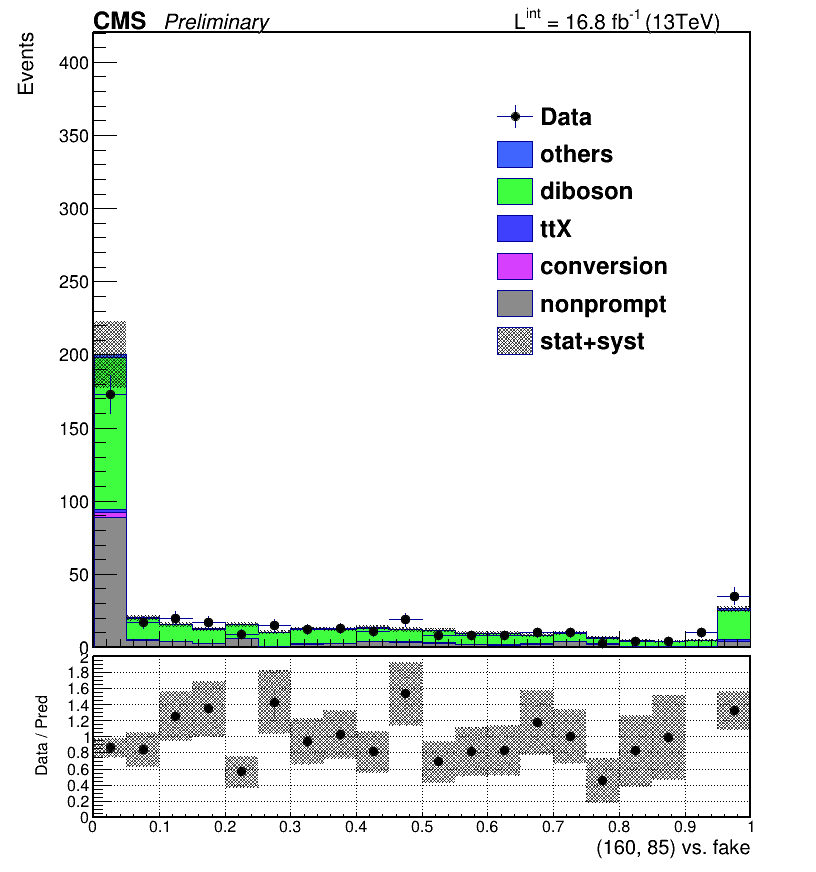 CMS Preliminary L^int = 16.8 fb^-1 (13TeV)
Events
400
350
300
250
200
150
100
50
0
Data
others
diboson
ttX
conversion
nonprompt
stat+syst
Data / Pred
2
1.8
1.6
1.4
1.2
1
0.8
0.6
0.4
0.2
0
0 0.1 0.2 0.3 0.4 0.5 0.6 0.7 0.8 0.9 1
(160, 85) vs. fake